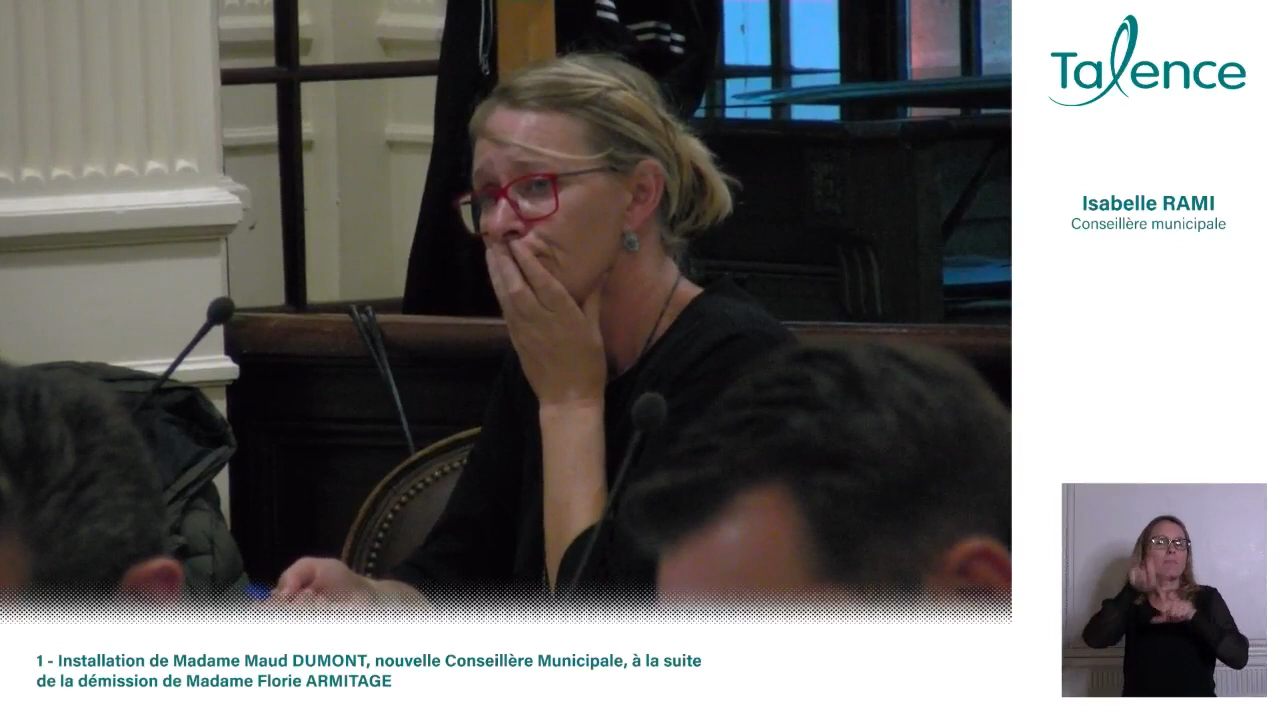 Talence
Isabelle RAMI
Conseillère municipale
1 - Installation de Madame Maud DUMONT, nouvelle Conseillère Municipale, à la suite
de la démission de Madame Florie ARMITAGE